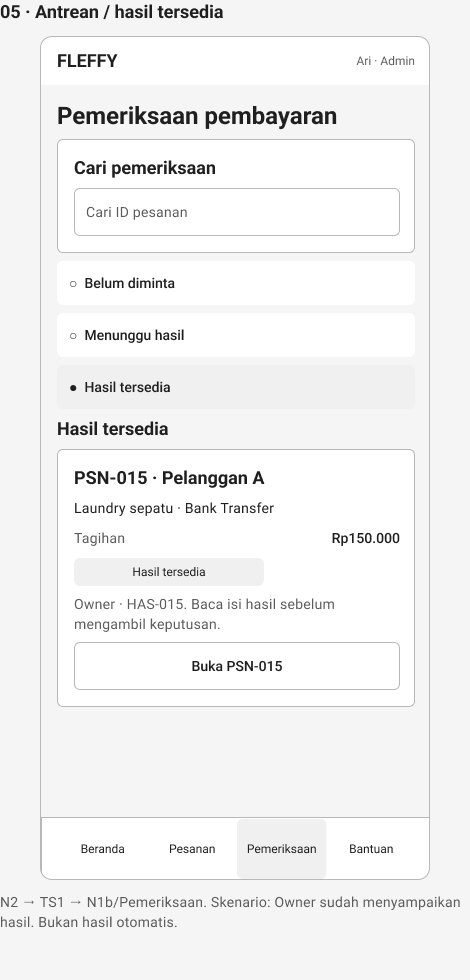 05 · Antrean / hasil tersedia
FLEFFY
Ari · Admin
Pemeriksaan pembayaran
Cari pemeriksaan
Cari ID pesanan
○ Belum diminta
○ Menunggu hasil
● Hasil tersedia
Hasil tersedia
PSN-015 · Pelanggan A
Laundry sepatu · Bank Transfer
Tagihan Rp150.000
Hasil tersedia
Owner · HAS-015. Baca isi hasil sebelum
mengambil keputusan.
Buka PSN-015
Beranda Pesanan Pemeriksaan Bantuan
N2 → TS1 → N1b/Pemeriksaan. Skenario: Owner sudah menyampaikan
hasil. Bukan hasil otomatis.